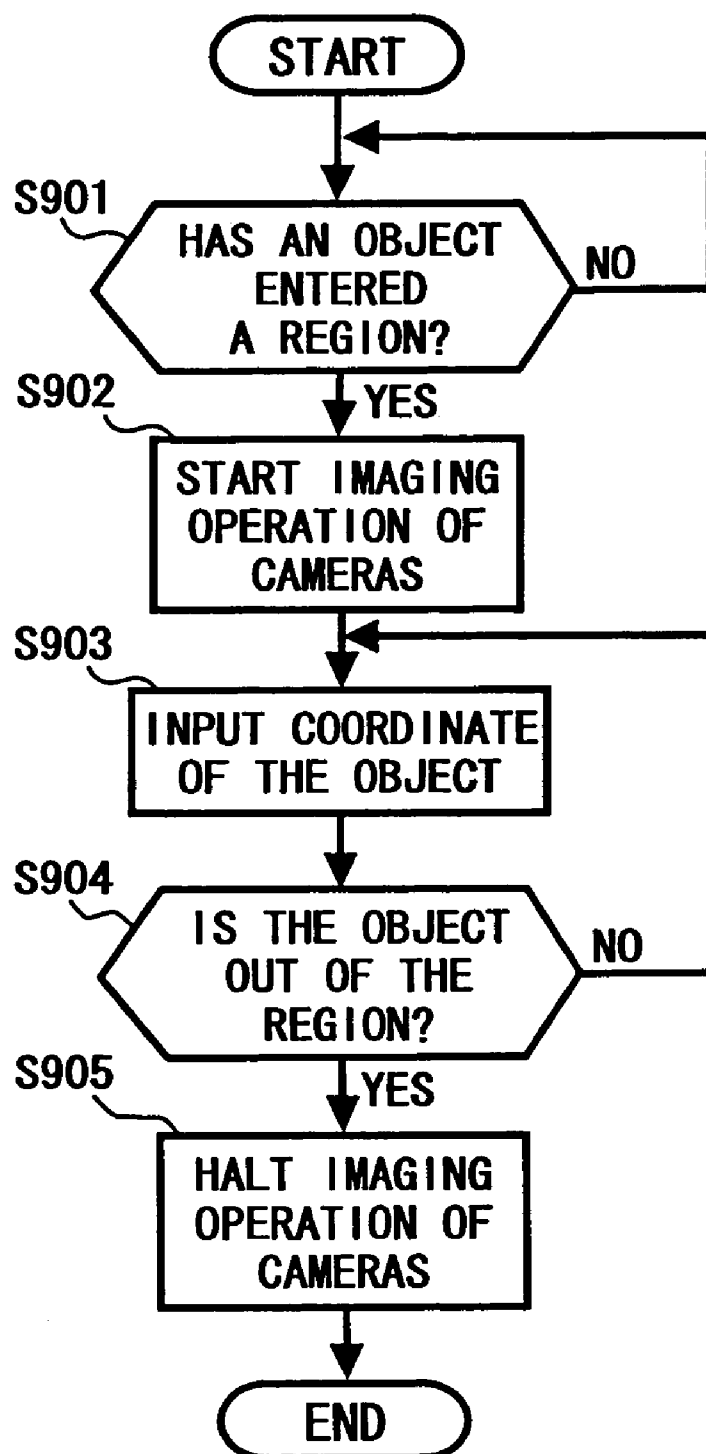 START
S901
HAS AN OBJECT
ENTERED
A REGION?
NO
YES
S902
START IMAGING
OPERATION OF
CAMERAS
S903
INPUT COORDINATE
OF THE OBJECT
S904
IS THE OBJECT
OUT OF THE
REGION?
NO
YES
S905
HALT IMAGING
OPERATION OF
CAMERAS
END